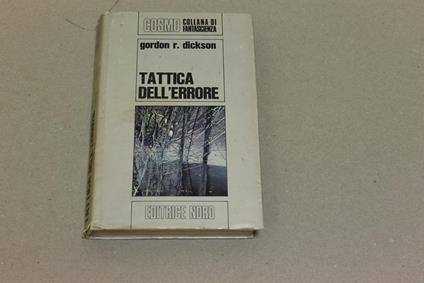 COSMO COLLANA DI
FANTASCIENZA
gordon r. dickson
TATTICA
DELL'ERRORE
EDITRICE NORD